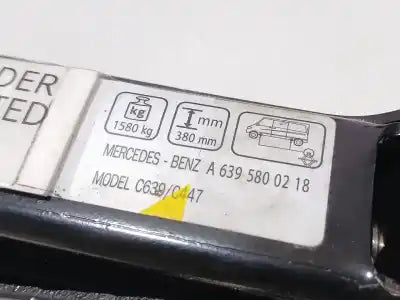 DER
TED
kg
1580 kg
mm
380 mm
MERCEDES - BENZ A 639 580 02 18
MODEL C639/C447